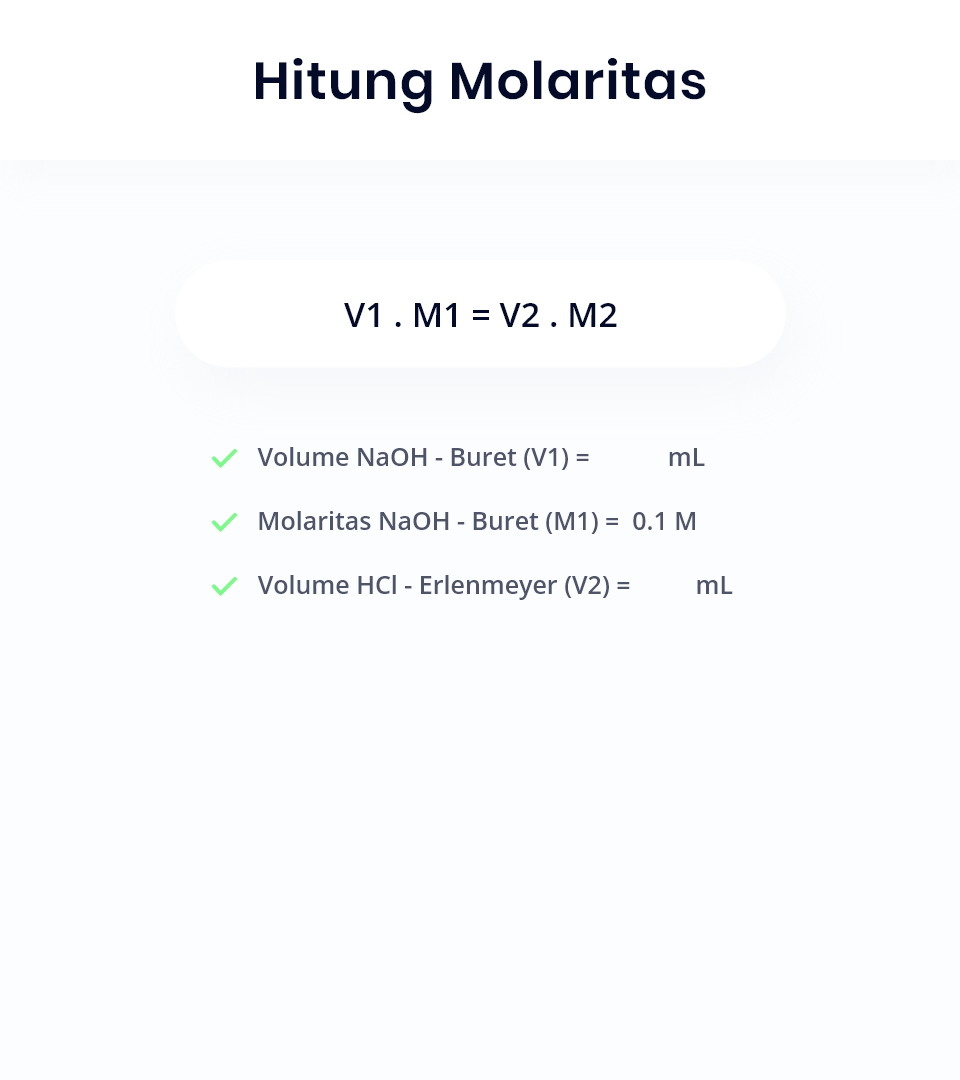 Hitung Molaritas
V1 . M1 = V2 . M2
Volume NaOH - Buret (V1) = mL
Molaritas NaOH - Buret (M1) = 0.1 M
Volume HCl - Erlenmeyer (V2) = mL